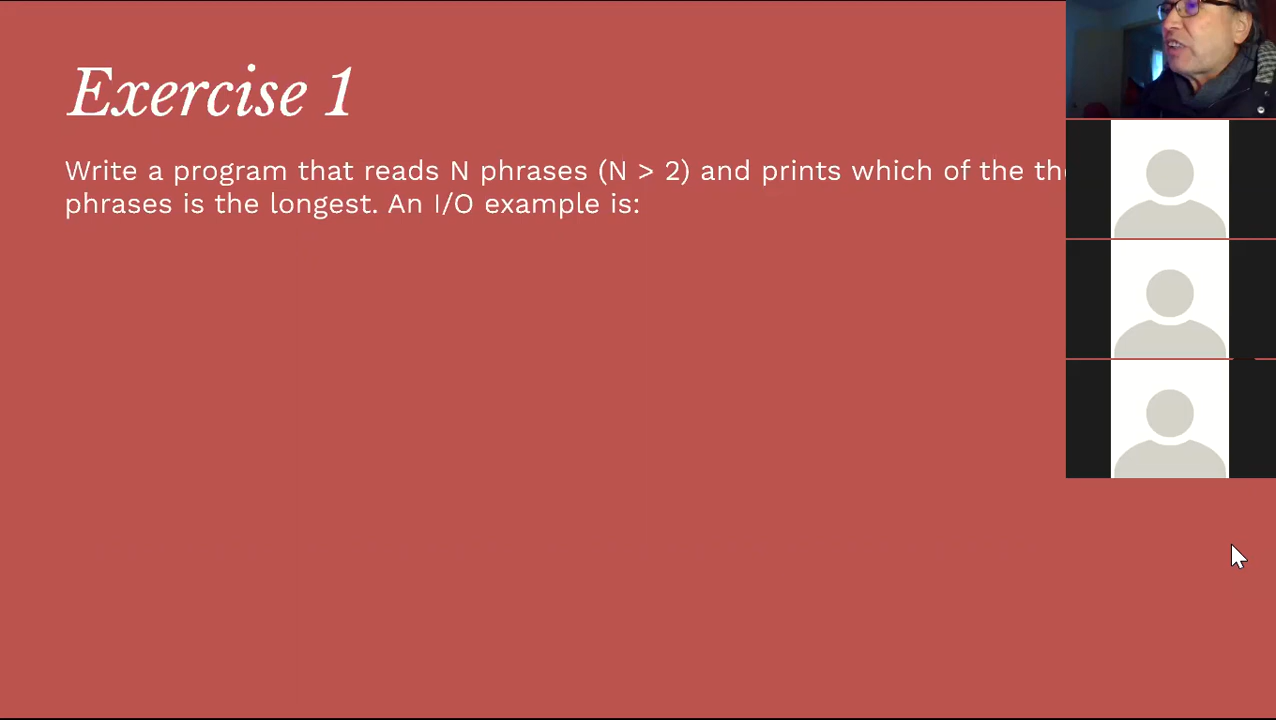 Exercise 1
Write a program that reads N phrases (N > 2) and prints which of the
phrases is the longest. An I/O example is: